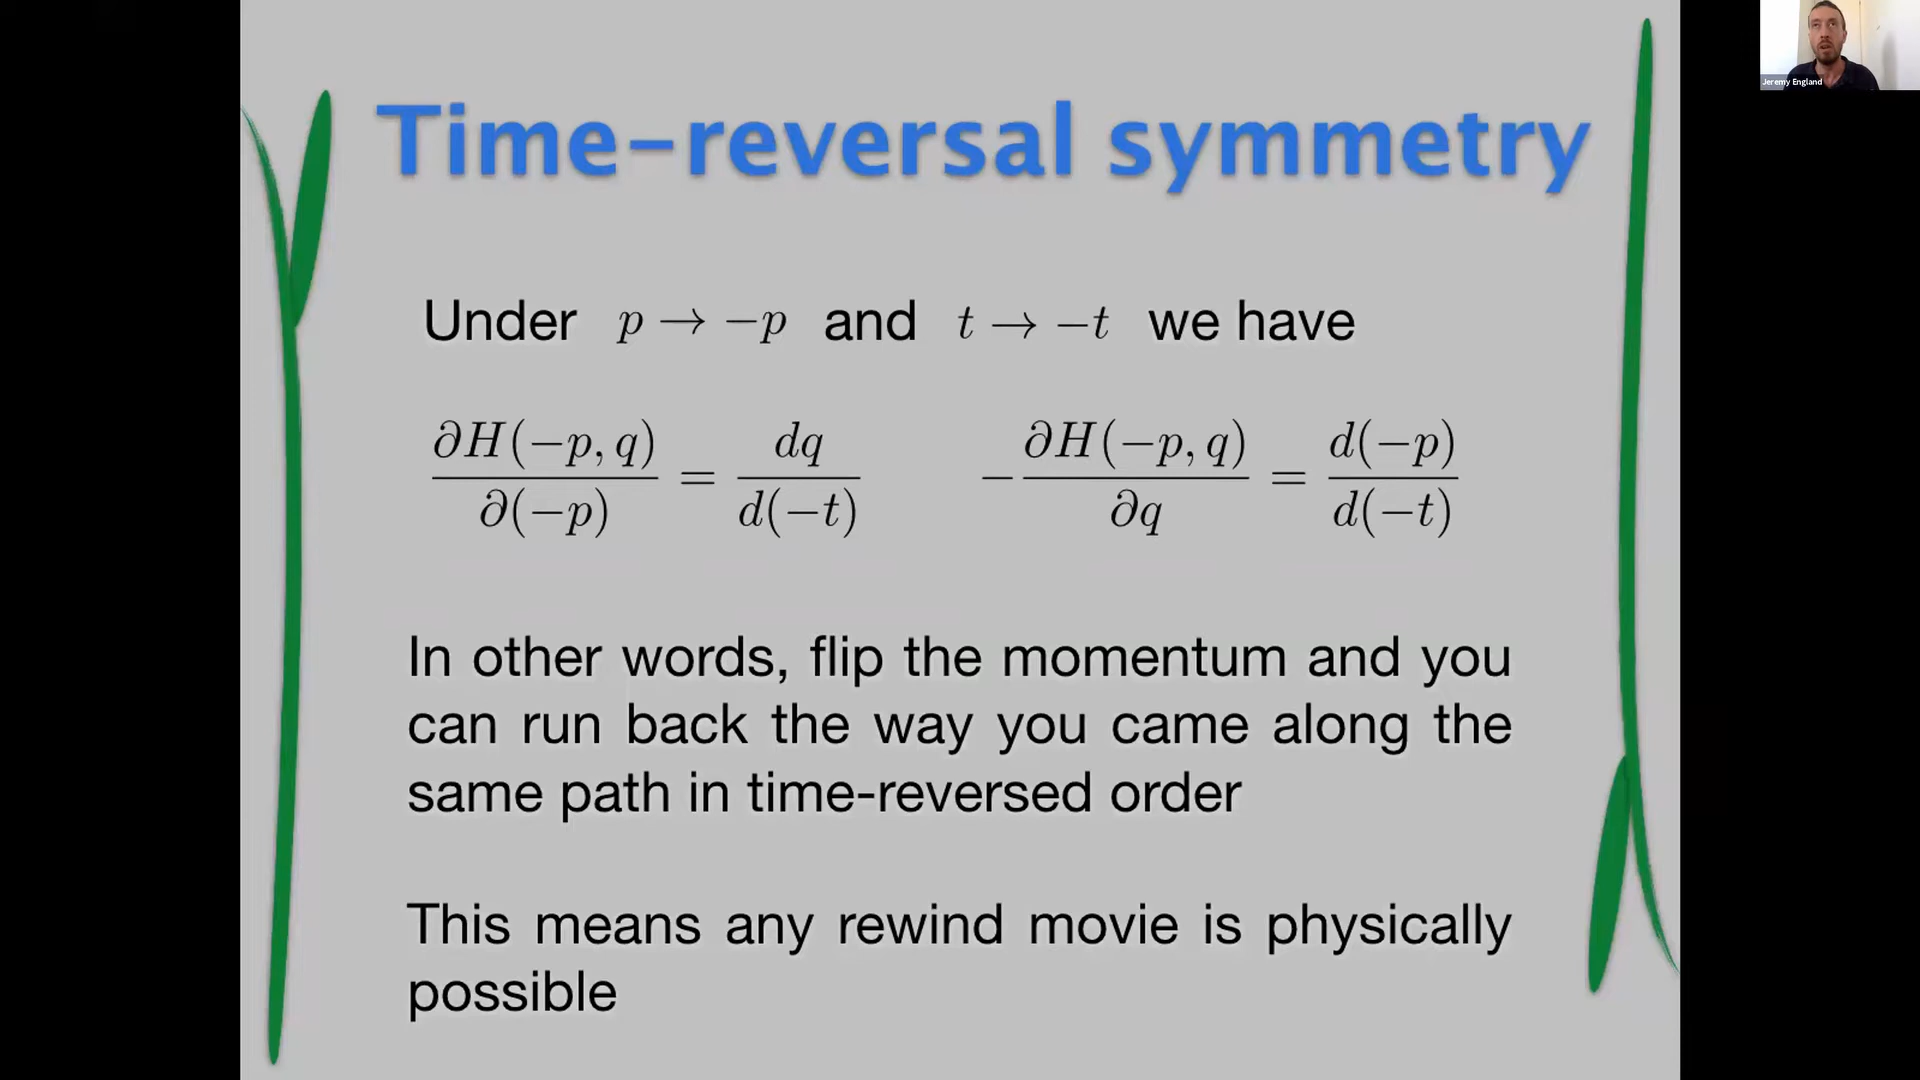 Jeremy England
Time-reversal symmetry
Under p → −p and t → −t we have
∂H(−p, q) / ∂(−p) = dq / d(−t)   − ∂H(−p, q) / ∂q = d(−p) / d(−t)
In other words, flip the momentum and you
can run back the way you came along the
same path in time-reversed order
This means any rewind movie is physically
possible